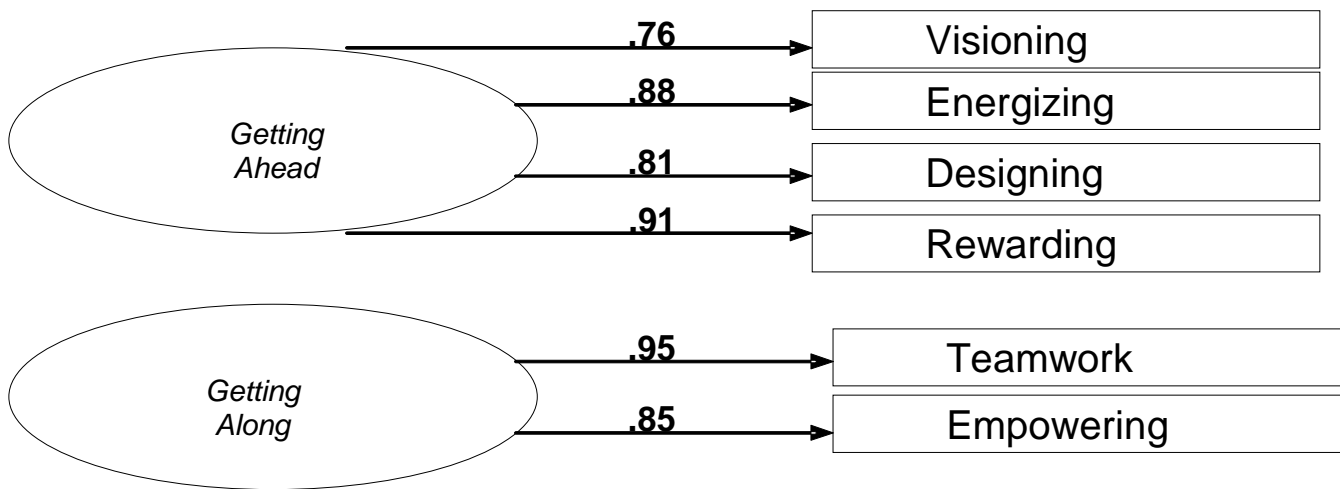 .76
Visioning
.88
Energizing
Getting
Ahead
.81
Designing
.91
Rewarding
.95
Teamwork
Getting
Along
.85
Empowering